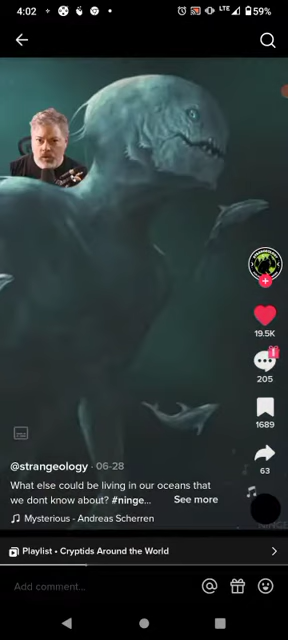 4:02
LTE
59%
19.5K
205
1689
63
@strangeology · 06-28
What else could be living in our oceans that
we dont know about? #ninge... See more
Mysterious - Andreas Scherren
Playlist • Cryptids Around the World
Add comment...